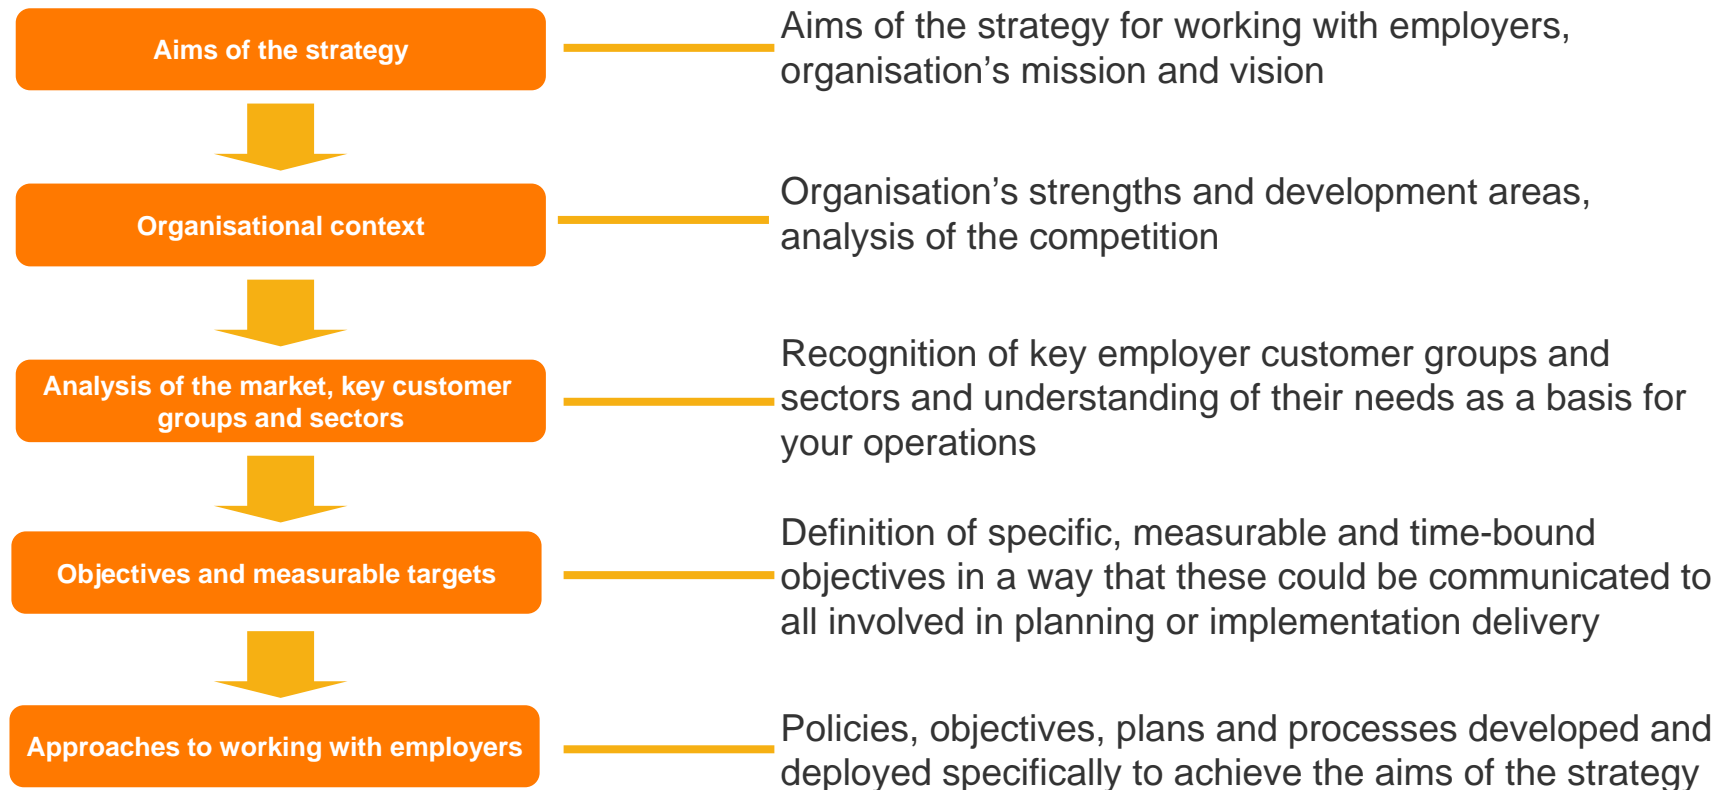 Aims of the strategy
Aims of the strategy for working with employers,
organisation’s mission and vision
Organisational context
Organisation’s strengths and development areas,
analysis of the competition
Analysis of the market, key customer
groups and sectors
Recognition of key employer customer groups and
sectors and understanding of their needs as a basis for
your operations
Objectives and measurable targets
Definition of specific, measurable and time-bound
objectives in a way that these could be communicated to
all involved in planning or implementation delivery
Approaches to working with employers
Policies, objectives, plans and processes developed and
deployed specifically to achieve the aims of the strategy